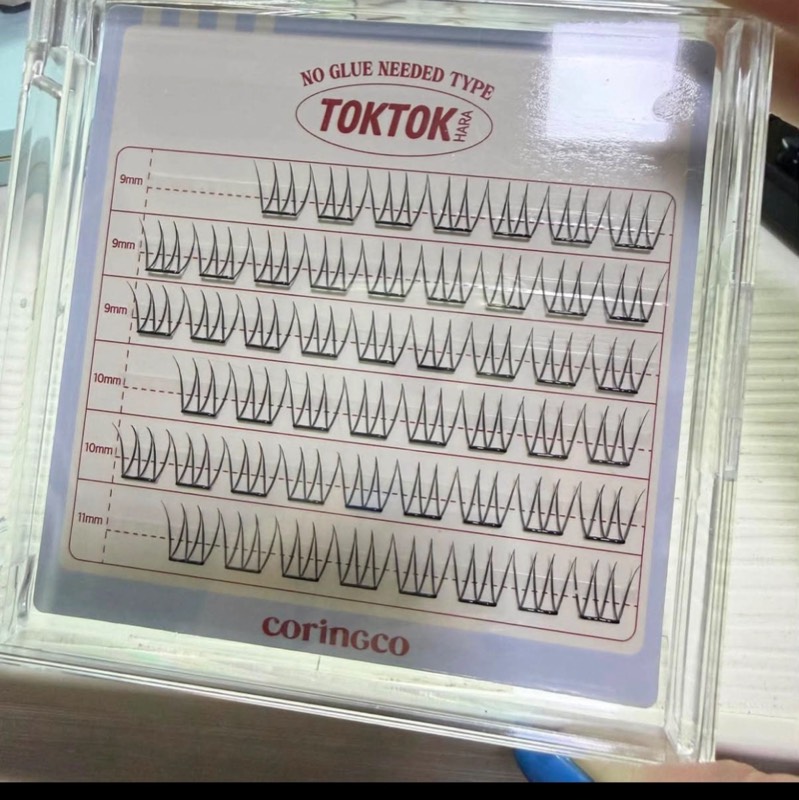 NO GLUE NEEDED TYPE
TOKTOK HARA
9mm
9mm
9mm
10mm
10mm
11mm
coringco